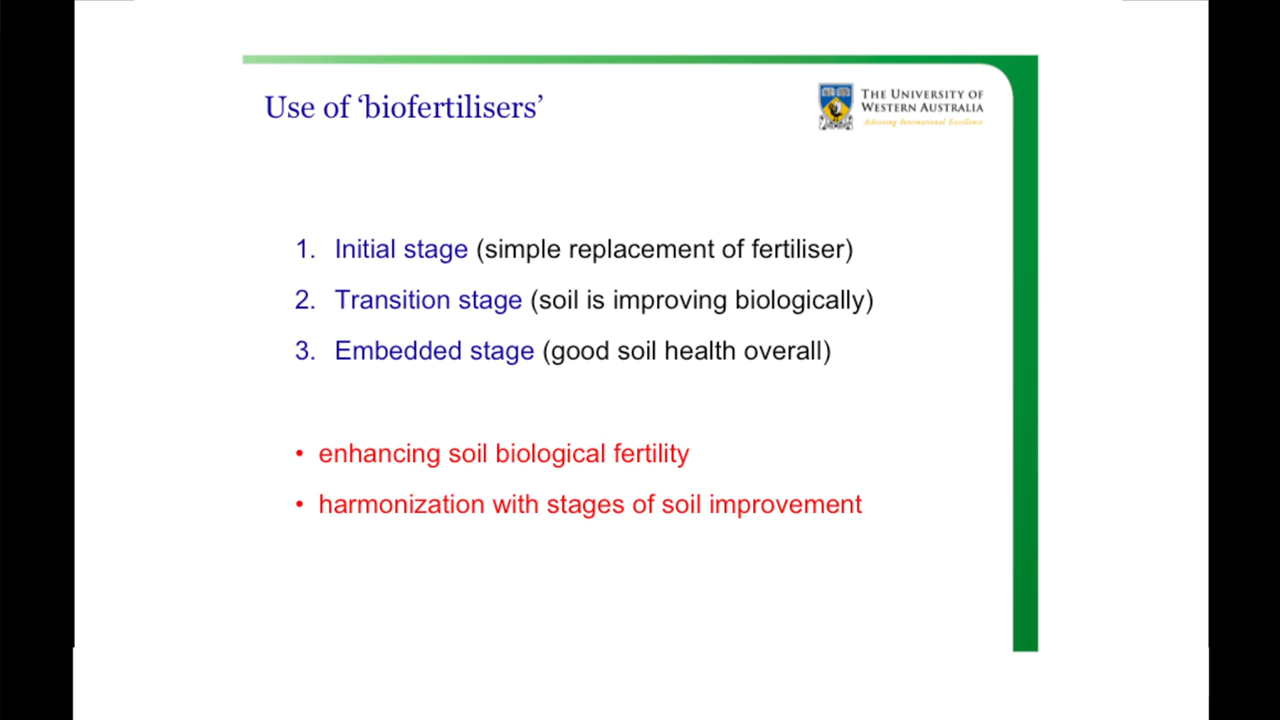 Use of ‘biofertilisers’
THE UNIVERSITY OF
WESTERN AUSTRALIA
Achieving International Excellence
1. Initial stage (simple replacement of fertiliser)
2. Transition stage (soil is improving biologically)
3. Embedded stage (good soil health overall)
• enhancing soil biological fertility
• harmonization with stages of soil improvement